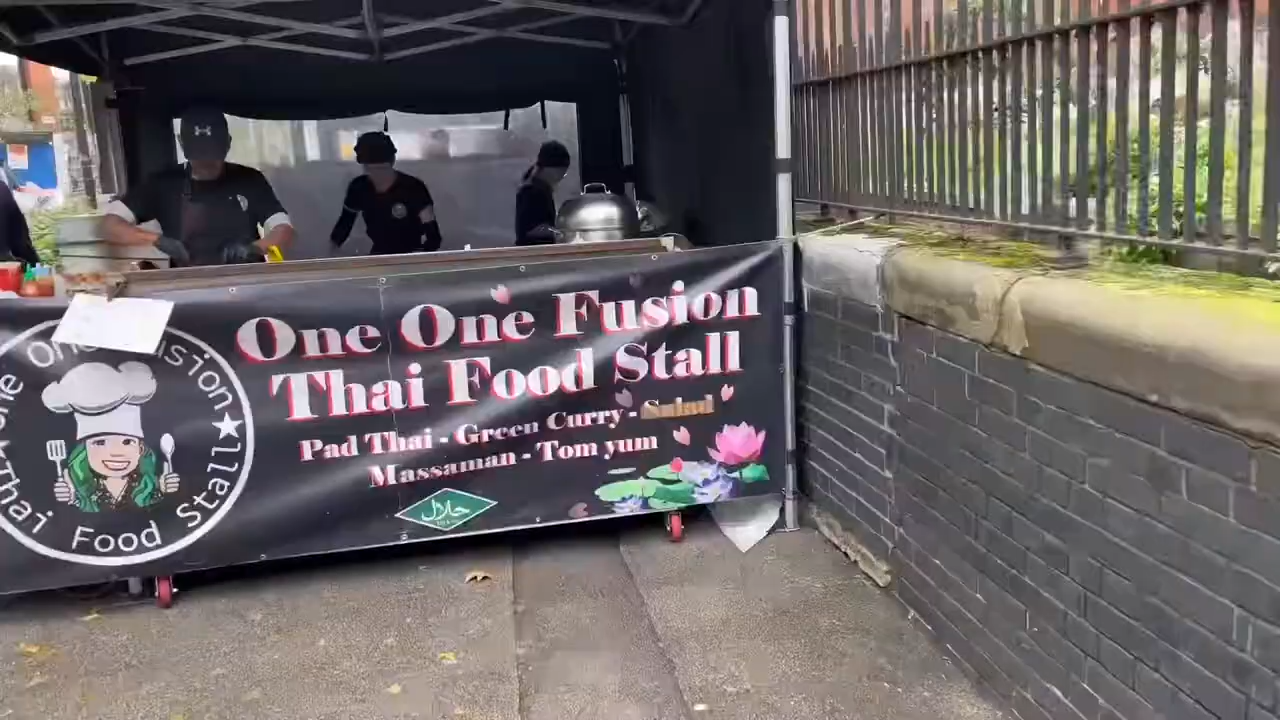 One One Fusion
Thai Food Stall
Pad Thai - Green Curry - Salad
Massaman - Tom yum
حلال
One One Fusion
Thai Food Stall